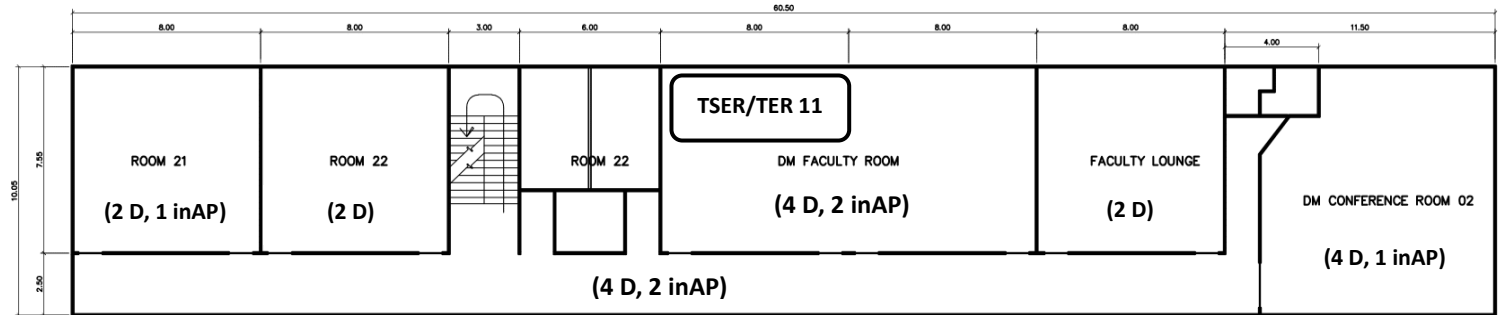 60.50
8.00 8.00 3.00 6.00 8.00 8.00 8.00 11.50
4.00
TSER/TER 11
7.55
10.05
ROOM 21 ROOM 22 ROOM 22 DM FACULTY ROOM FACULTY LOUNGE
DM CONFERENCE ROOM 02
(2 D, 1 inAP) (2 D) (4 D, 2 inAP) (2 D)
(4 D, 1 inAP)
2.50
(4 D, 2 inAP)